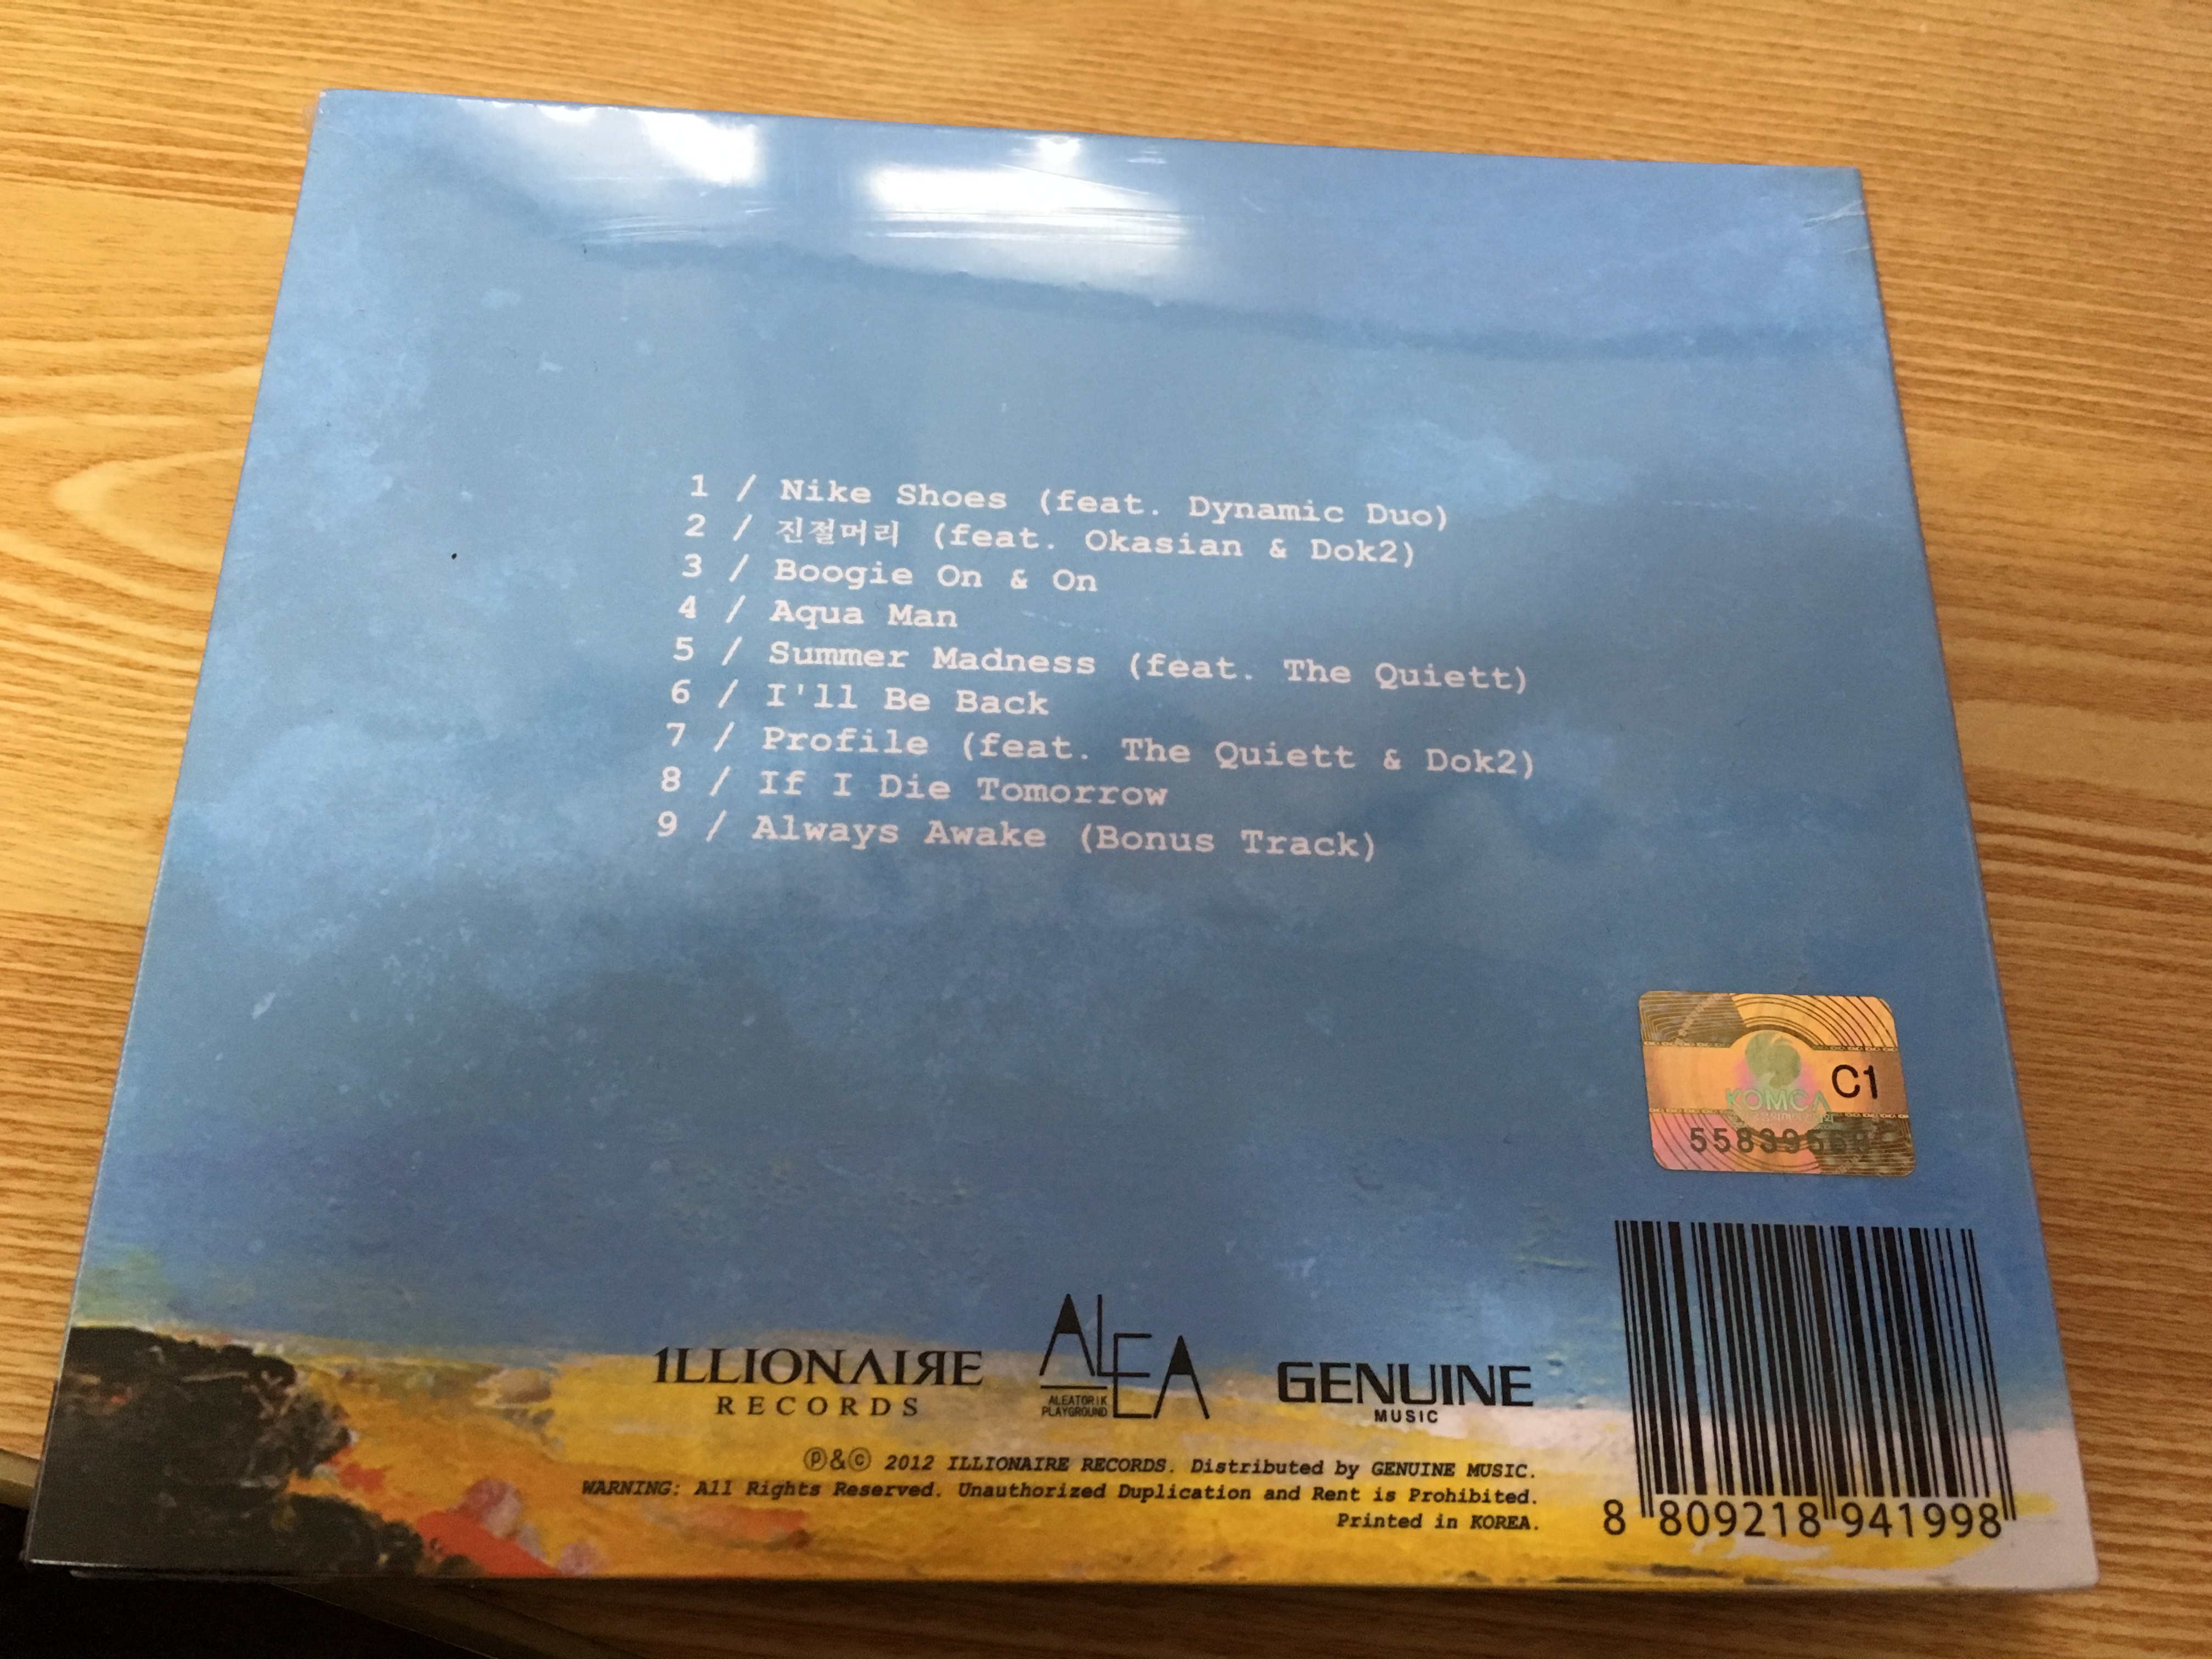 1 / Nike Shoes (feat. Dynamic Duo)
2 / 진절머리 (feat. Okasian & Dok2)
3 / Boogie On & On
4 / Aqua Man
5 / Summer Madness (feat. The Quiett)
6 / I'll Be Back
7 / Profile (feat. The Quiett & Dok2)
8 / If I Die Tomorrow
9 / Always Awake (Bonus Track)
C1
KOMCA
1LLIONAIRE
RECORDS
ALEA
ALEATORIK
PLAYGROUND
GENUINE
MUSIC
ⓟ&ⓒ 2012 ILLIONAIRE RECORDS. Distributed by GENUINE MUSIC.
WARNING: All Rights Reserved. Unauthorized Duplication and Rent is Prohibited.
Printed in KOREA.
8 809218 941998